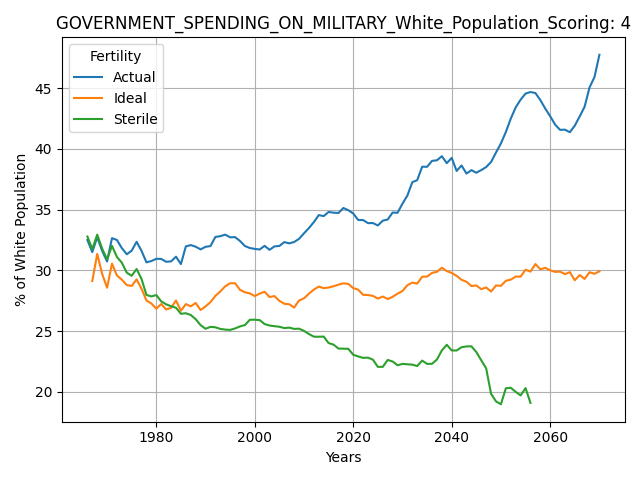 GOVERNMENT_SPENDING_ON_MILITARY_White_Population_Scoring: 4
Fertility
Actual
Ideal
Sterile
% of White Population
45
40
35
30
25
20
1980
2000
2020
2040
2060
Years